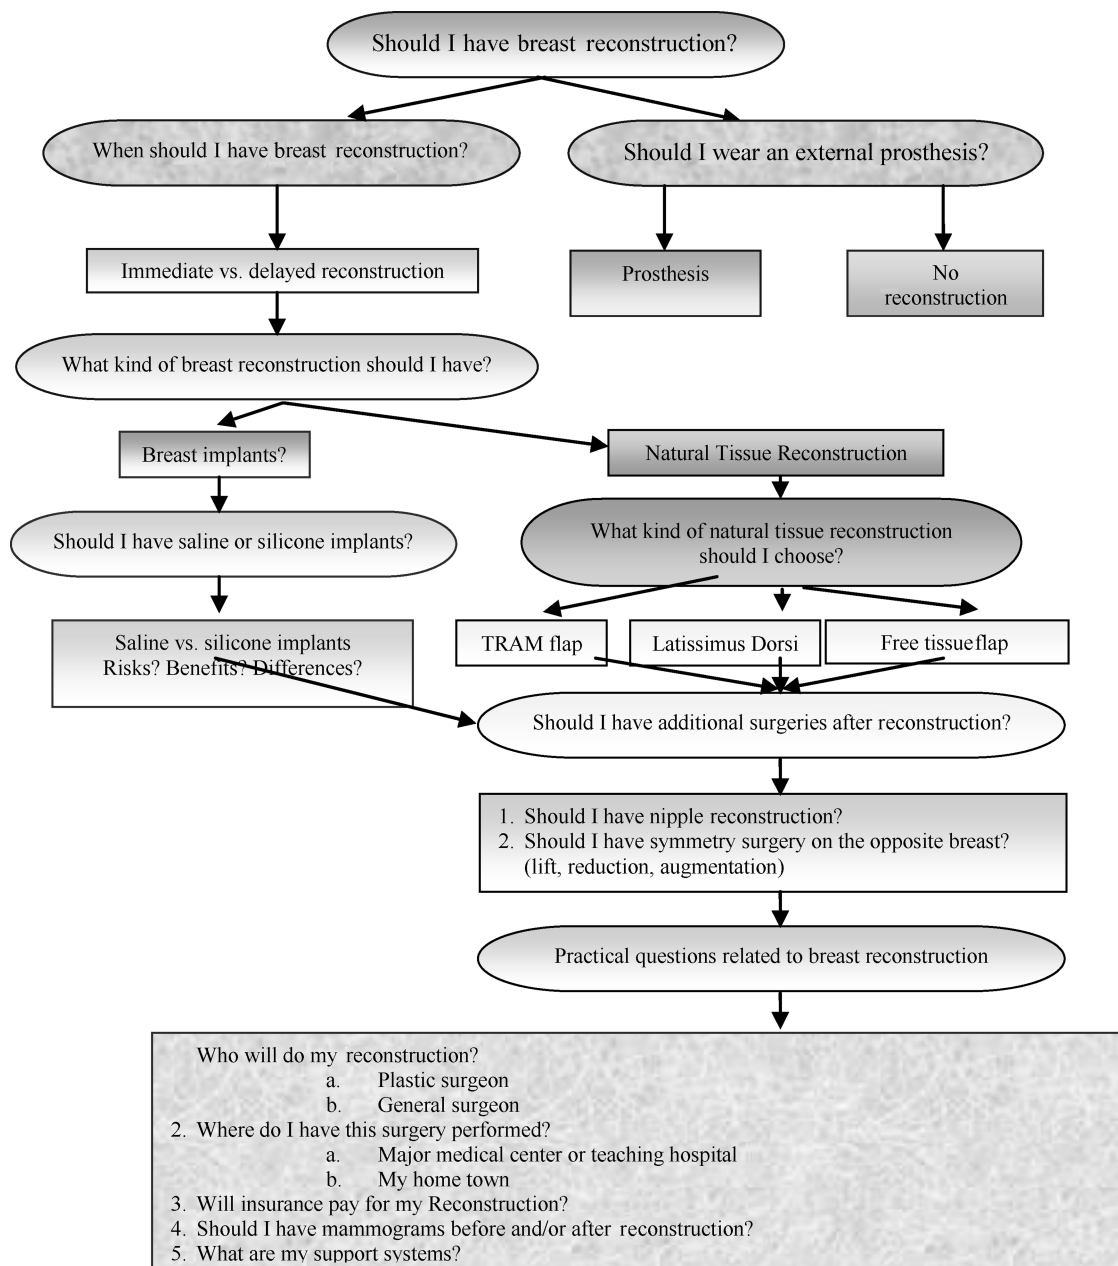 Should I have breast reconstruction?
When should I have breast reconstruction?
Should I wear an external prosthesis?
Immediate vs. delayed reconstruction
Prosthesis
No
reconstruction
What kind of breast reconstruction should I have?
Breast implants?
Natural Tissue Reconstruction
Should I have saline or silicone implants?
What kind of natural tissue reconstruction
should I choose?
Saline vs. silicone implants
Risks? Benefits? Differences?
TRAM flap
Latissimus Dorsi
Free tissue flap
Should I have additional surgeries after reconstruction?
1. Should I have nipple reconstruction?
2. Should I have symmetry surgery on the opposite breast?
(lift, reduction, augmentation)
Practical questions related to breast reconstruction
Who will do my reconstruction?
a. Plastic surgeon
b. General surgeon
2. Where do I have this surgery performed?
a. Major medical center or teaching hospital
b. My home town
3. Will insurance pay for my Reconstruction?
4. Should I have mammograms before and/or after reconstruction?
5. What are my support systems?